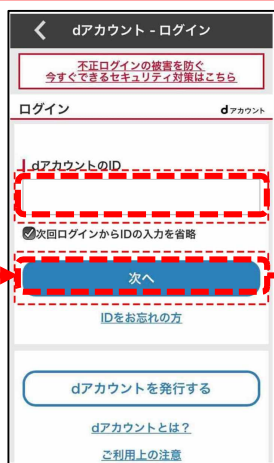 dアカウント - ログイン
不正ログインの被害を防ぐ
今すぐできるセキュリティ対策はこちら
ログイン
dアカウント
dアカウントのID
次回ログインからIDの入力を省略
次へ
IDをお忘れの方
dアカウントを発行する
dアカウントとは？
ご利用上の注意